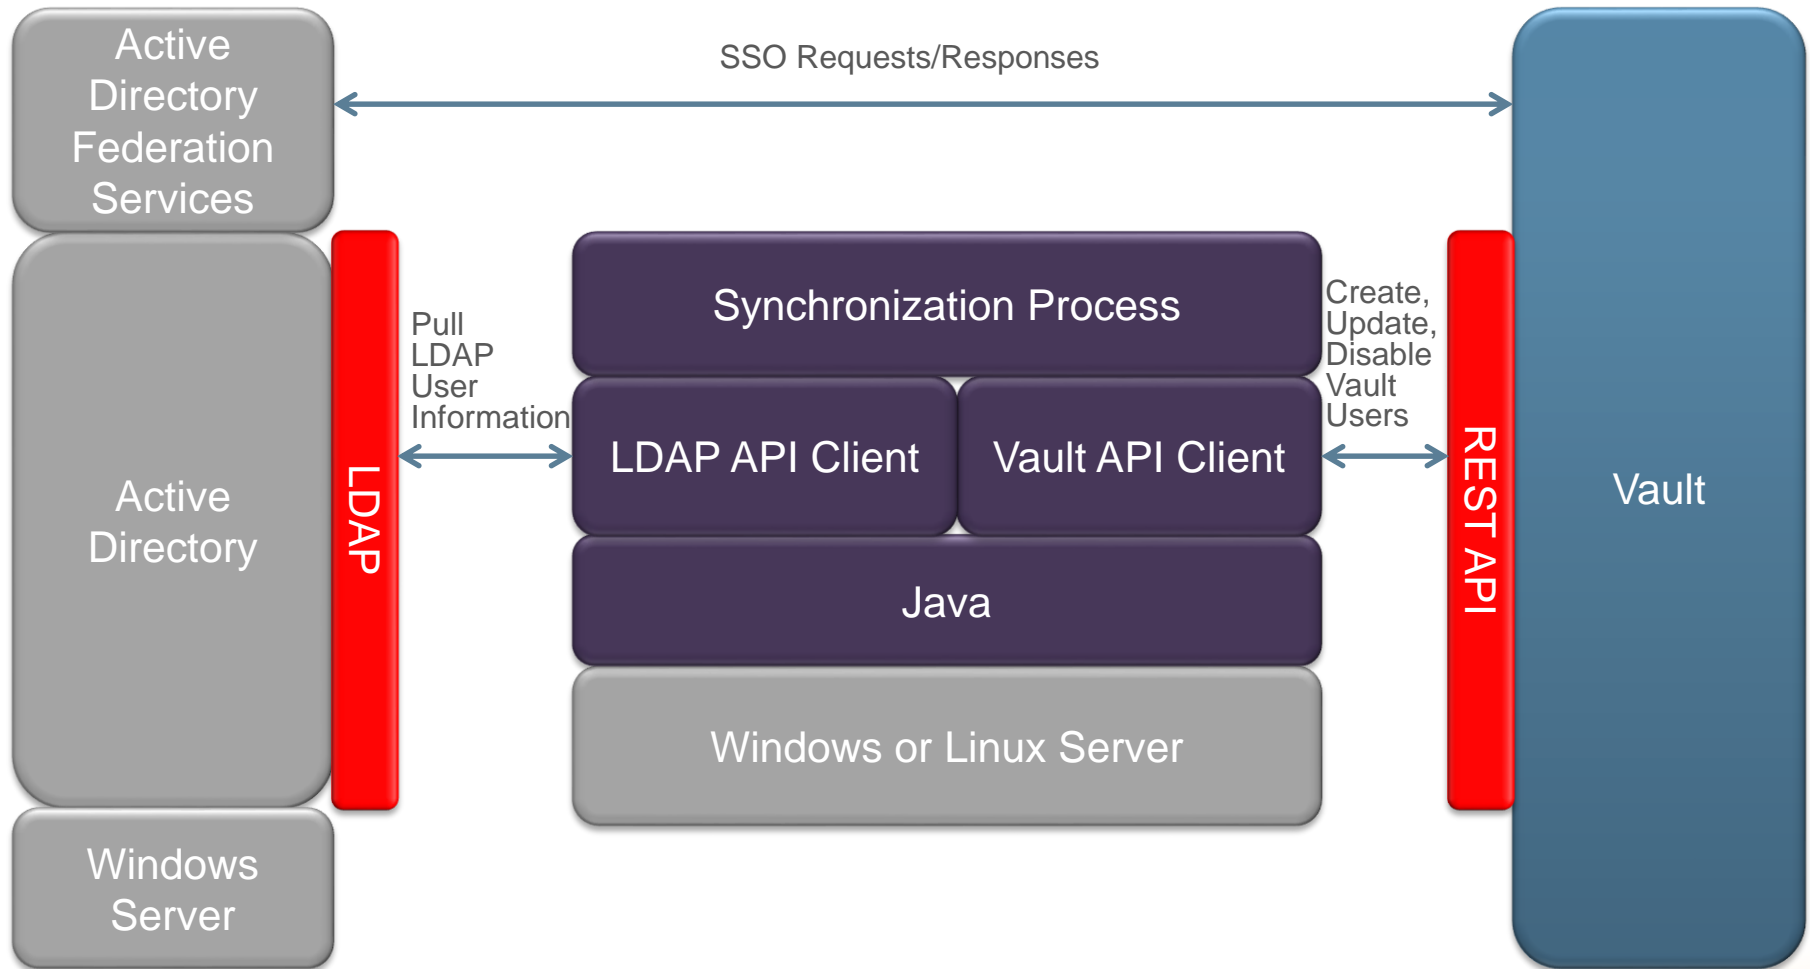 Active
Directory
Federation
Services
SSO Requests/Responses
Active
Directory
Windows
Server
LDAP
Pull
LDAP
User
Information
Synchronization Process
LDAP API Client
Vault API Client
Java
Windows or Linux Server
Create,
Update,
Disable
Vault
Users
REST API
Vault